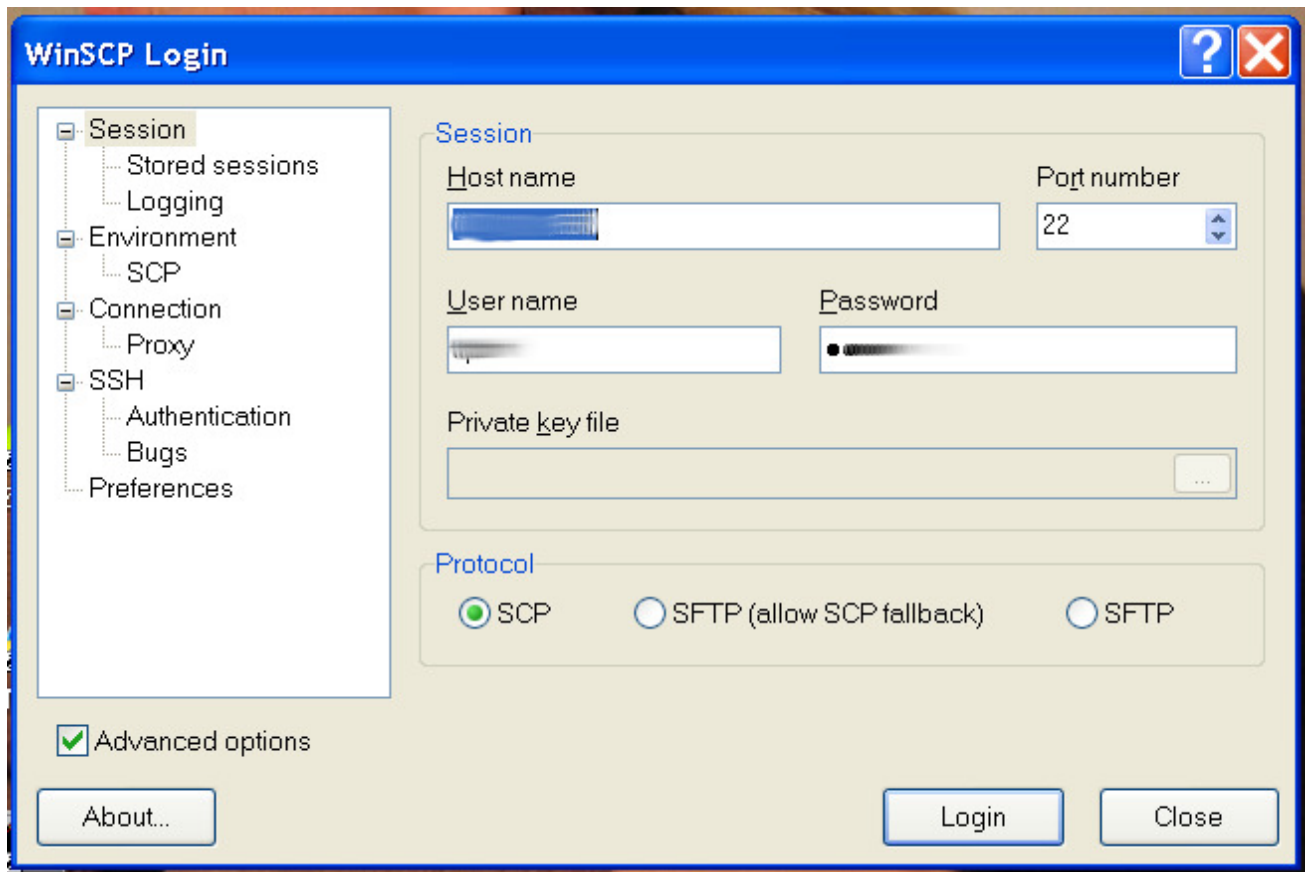 WinSCP Login
Session
Stored sessions
Logging
Environment
SCP
Connection
Proxy
SSH
Authentication
Bugs
Preferences
Advanced options
Session
Host name
Port number
22
User name
Password
Private key file
...
Protocol
SCP
SFTP (allow SCP fallback)
SFTP
About...
Login
Close